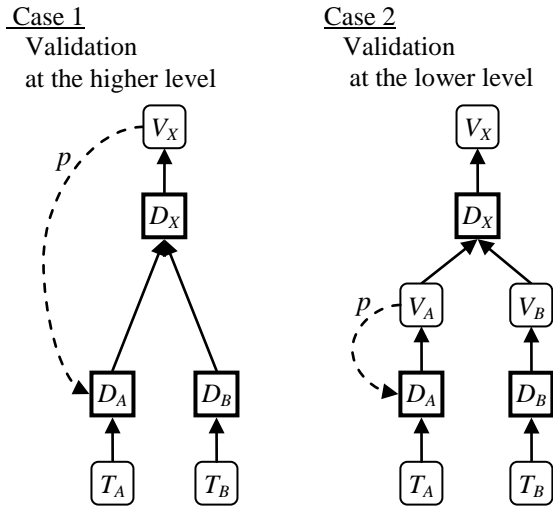 Case 1
Validation
at the higher level
V_X
p
D_X
D_A
D_B
T_A
T_B
Case 2
Validation
at the lower level
V_X
D_X
p
V_A
V_B
D_A
D_B
T_A
T_B